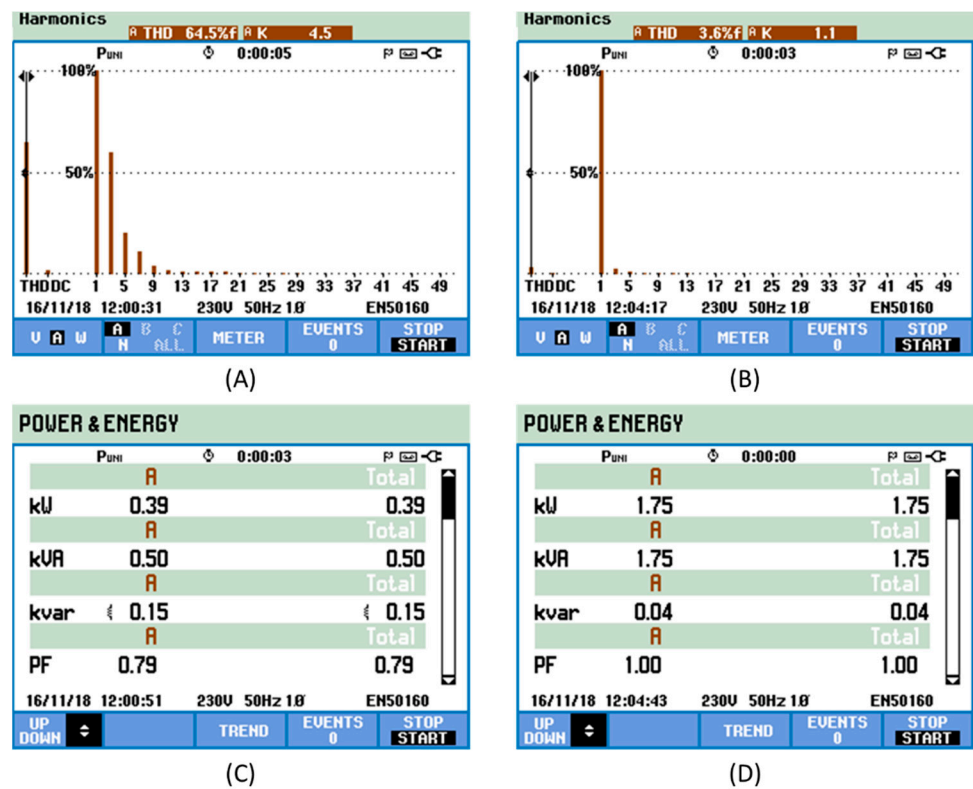 Harmonics
A THD 64.5%f A K 4.5
PUNI 0:00:05
100%
50%
THD DC 1 5 9 13 17 21 25 29 33 37 41 45 49
16/11/18 12:00:31 230V 50Hz 1Ø EN50160
V A W A B C N ALL METER EVENTS 0 STOP START
(A)
Harmonics
A THD 3.6%f A K 1.1
PUNI 0:00:03
100%
50%
THD DC 1 5 9 13 17 21 25 29 33 37 41 45 49
16/11/18 12:04:17 230V 50Hz 1Ø EN50160
V A W A B C N ALL METER EVENTS 0 STOP START
(B)
POWER & ENERGY
PUNI 0:00:03
A Total
kW 0.39 0.39
A Total
kVA 0.50 0.50
A Total
kvar 0.15 0.15
A Total
PF 0.79 0.79
16/11/18 12:00:51 230V 50Hz 1Ø EN50160
UP DOWN TREND EVENTS 0 STOP START
(C)
POWER & ENERGY
PUNI 0:00:00
A Total
kW 1.75 1.75
A Total
kVA 1.75 1.75
A Total
kvar 0.04 0.04
A Total
PF 1.00 1.00
16/11/18 12:04:43 230V 50Hz 1Ø EN50160
UP DOWN TREND EVENTS 0 STOP START
(D)